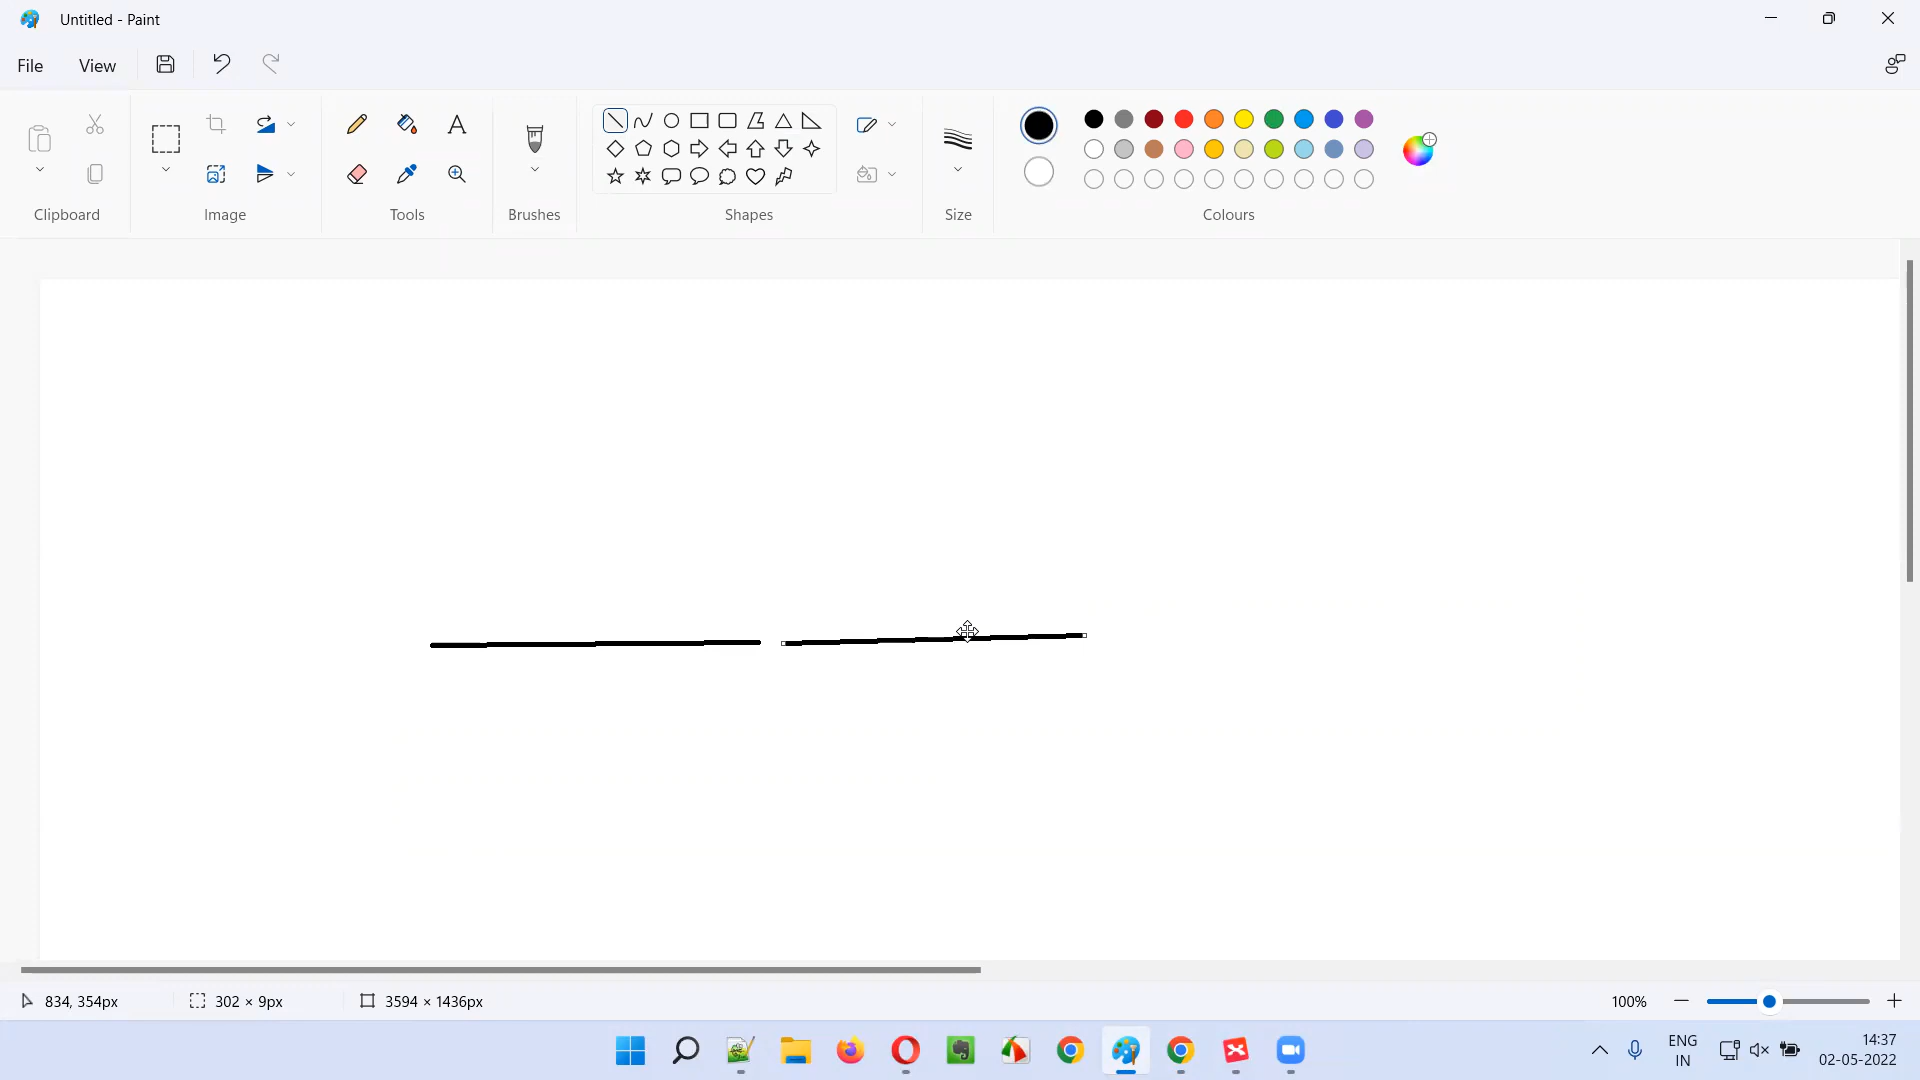 Untitled - Paint
File View
Clipboard Image Tools Brushes Shapes Size Colours
834, 354px 302 × 9px 3594 × 1436px 100%
ENG
IN
14:37
02-05-2022